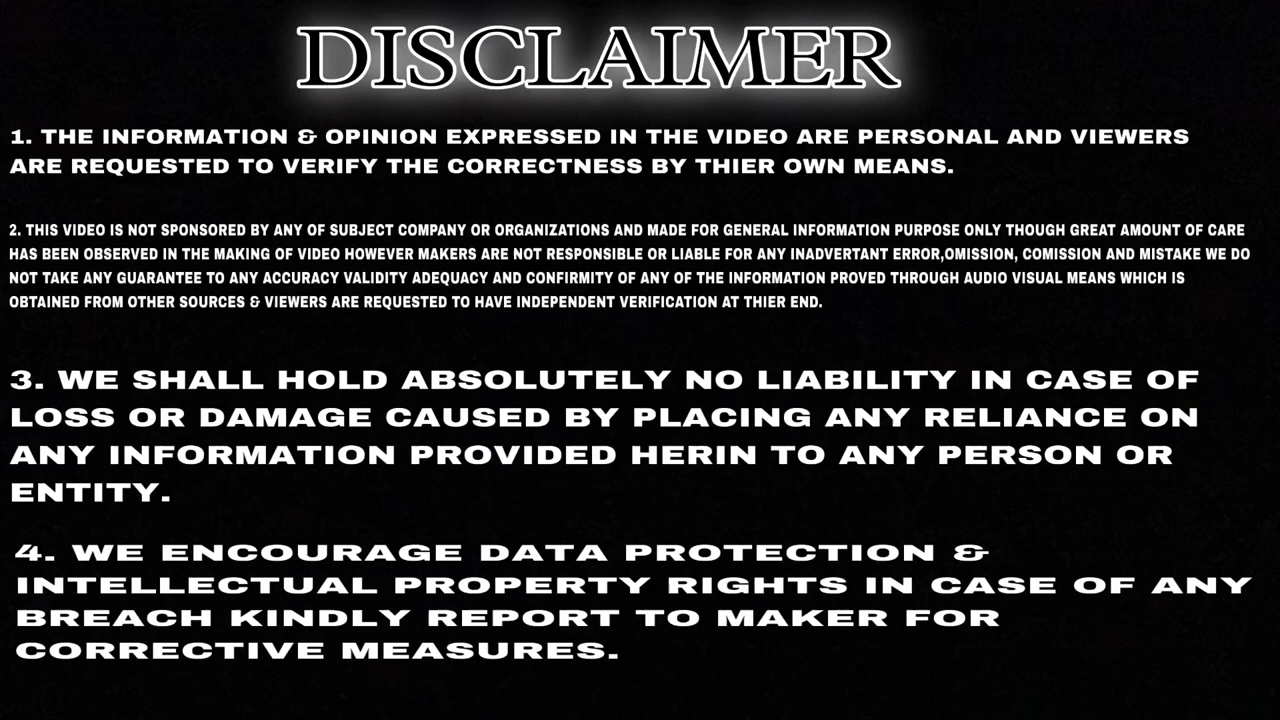 DISCLAIMER
1. THE INFORMATION & OPINION EXPRESSED IN THE VIDEO ARE PERSONAL AND VIEWERS
ARE REQUESTED TO VERIFY THE CORRECTNESS BY THIER OWN MEANS.
2. THIS VIDEO IS NOT SPONSORED BY ANY OF SUBJECT COMPANY OR ORGANIZATIONS AND MADE FOR GENERAL INFORMATION PURPOSE ONLY THOUGH GREAT AMOUNT OF CARE
HAS BEEN OBSERVED IN THE MAKING OF VIDEO HOWEVER MAKERS ARE NOT RESPONSIBLE OR LIABLE FOR ANY INADVERTANT ERROR,OMISSION, COMISSION AND MISTAKE WE DO
NOT TAKE ANY GUARANTEE TO ANY ACCURACY VALIDITY ADEQUACY AND CONFIRMITY OF ANY OF THE INFORMATION PROVED THROUGH AUDIO VISUAL MEANS WHICH IS
OBTAINED FROM OTHER SOURCES & VIEWERS ARE REQUESTED TO HAVE INDEPENDENT VERIFICATION AT THIER END.
3. WE SHALL HOLD ABSOLUTELY NO LIABILITY IN CASE OF
LOSS OR DAMAGE CAUSED BY PLACING ANY RELIANCE ON
ANY INFORMATION PROVIDED HERIN TO ANY PERSON OR
ENTITY.
4. WE ENCOURAGE DATA PROTECTION &
INTELLECTUAL PROPERTY RIGHTS IN CASE OF ANY
BREACH KINDLY REPORT TO MAKER FOR
CORRECTIVE MEASURES.